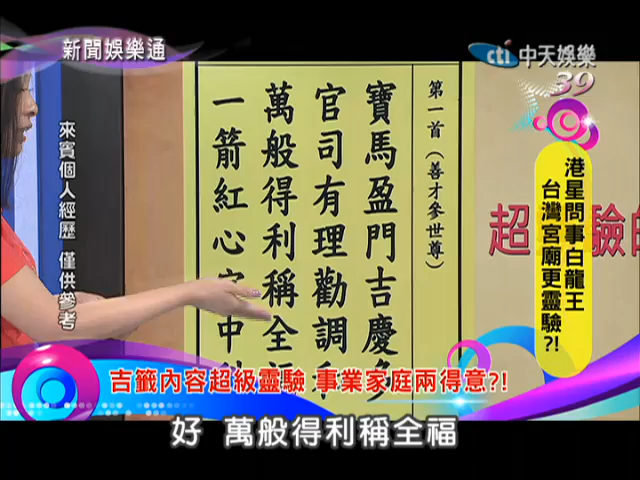 新聞娛樂通
cti 中天娛樂
39
來賓個人經歷 僅供參考
第一首(善才參世尊)
寶馬盈門吉慶多
官司有理勸調
萬般得利稱全
一箭紅心 中
超 驗
港星問事白龍王
台灣宮廟更靈驗?!
吉籤內容超級靈驗 事業家庭兩得意?!
好 萬般得利稱全福